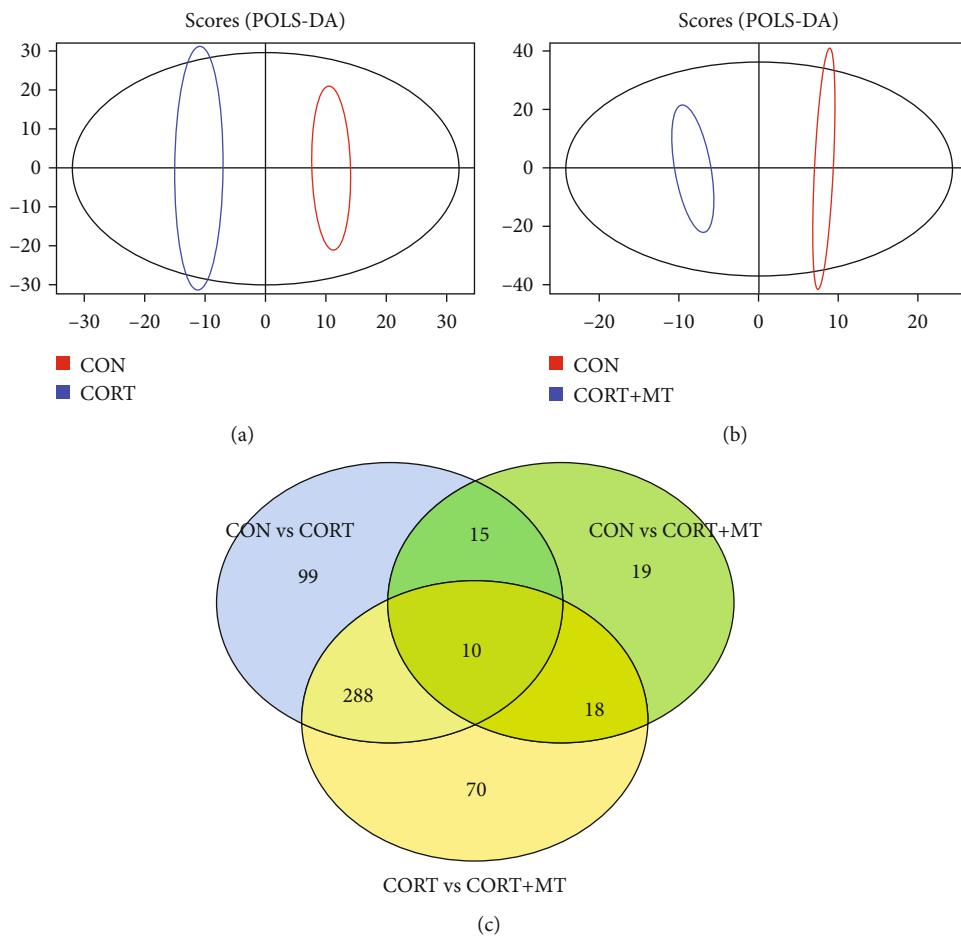 Scores (POLS-DA)
30
20
10
0
−10
−20
−30
−30 −20 −10 0 10 20 30
CON
CORT
(a)
Scores (POLS-DA)
40
20
0
−20
−40
−20 −10 0 10 20
CON
CORT+MT
(b)
CON vs CORT
15
CON vs CORT+MT
99
19
10
288
18
70
CORT vs CORT+MT
(c)